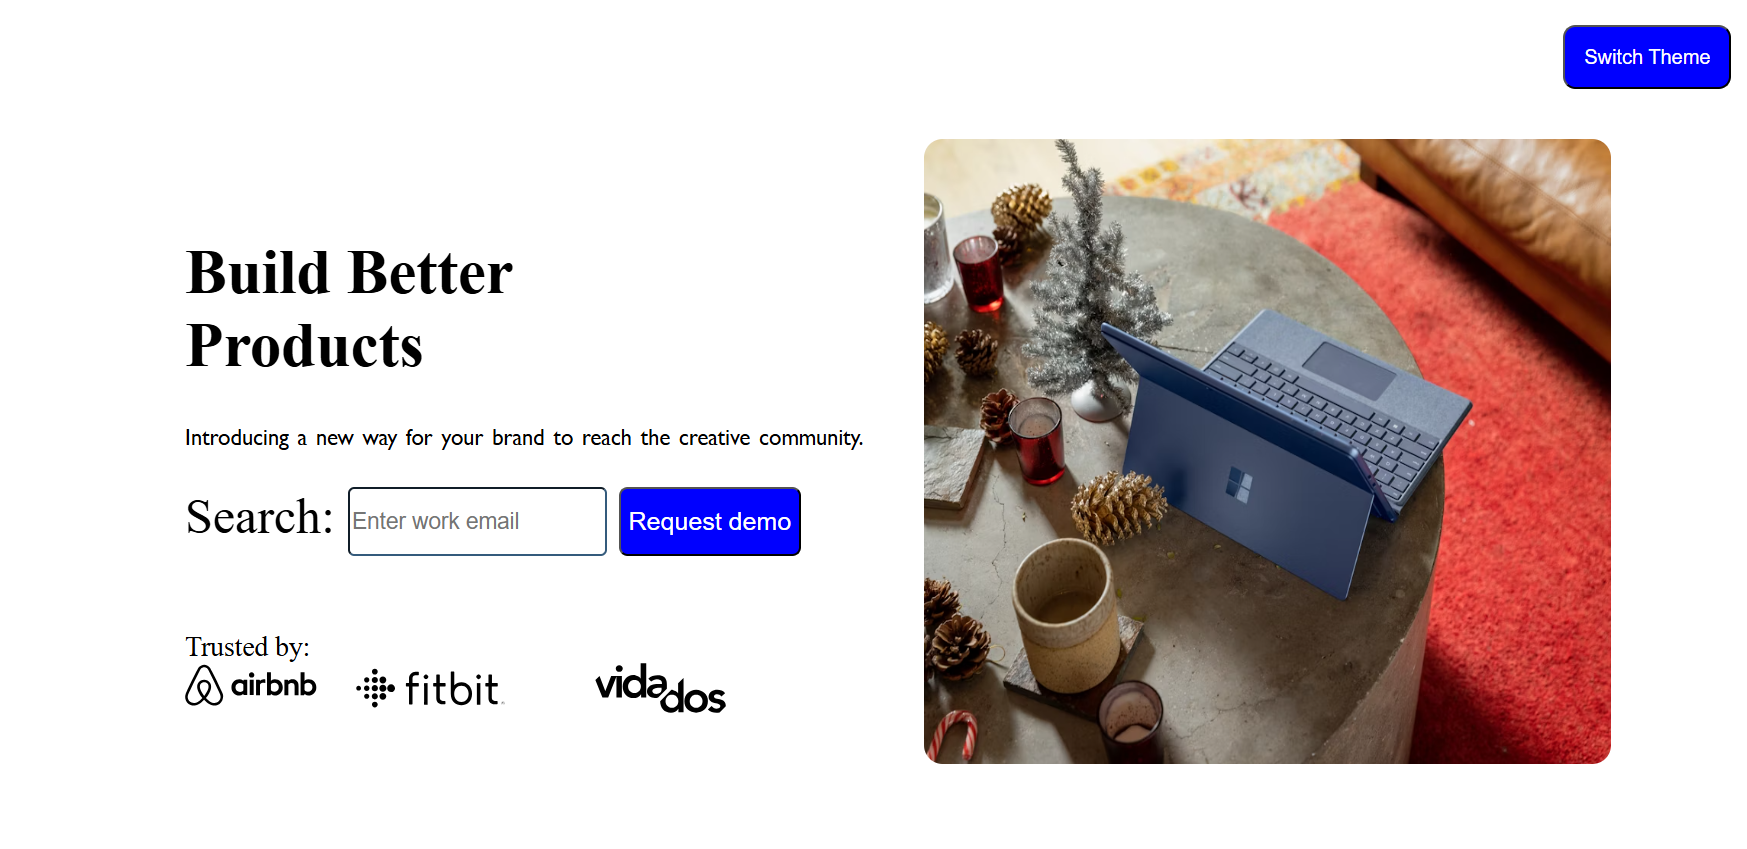 Switch Theme
Build Better
Products
Introducing a new way for your brand to reach the creative community.
Search: Enter work email Request demo
Trusted by:
airbnb fitbit vidados